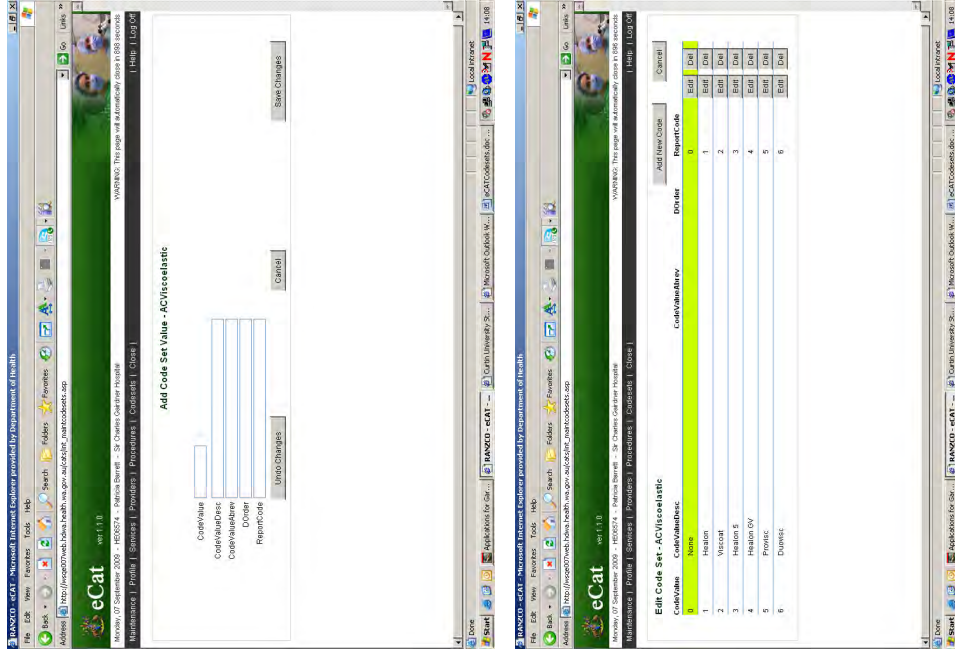 RANZCO - eCAT - Microsoft Internet Explorer provided by Department of Health
File Edit View Favorites Tools Help
Back Search Folders Favorites
Address http://wsqe007web.hdwa.health.wa.gov.au/cats/int_maintcodesets.asp Go Links
eCat ver 1.1.0
Monday, 07 September 2009 - HE06574 - Patricia Barrett - Sir Charles Gairdner Hospital WARNING: This page will automatically close in 898 seconds
Maintenance | Profile | Services | Providers | Procedures | Codesets | Close | | Help | Log Off
Add Code Set Value - ACViscoelastic
CodeValue
CodeValueDesc
CodeValueAbrev
DOrder
ReportCode
Undo Changes Cancel Save Changes
Done Local intranet
Start Applications for Gar... RANZCO - eCAT - ... Curtin University St... Microsoft Outlook W... eCATCodesets.doc ... 14:08
RANZCO - eCAT - Microsoft Internet Explorer provided by Department of Health
File Edit View Favorites Tools Help
Back Search Folders Favorites
Address http://wsqe007web.hdwa.health.wa.gov.au/cats/int_maintcodesets.asp Go Links
eCat ver 1.1.0
Monday, 07 September 2009 - HE06574 - Patricia Barrett - Sir Charles Gairdner Hospital WARNING: This page will automatically close in 898 seconds
Maintenance | Profile | Services | Providers | Procedures | Codesets | Close | | Help | Log Off
Edit Code Set - ACViscoelastic Add New Code Cancel
CodeValue CodeValueDesc CodeValueAbrev DOrder ReportCode
0 None 0 Edit Del
1 Healon 1 Edit Del
2 Viscoat 2 Edit Del
3 Healon 5 3 Edit Del
4 Healon GV 4 Edit Del
5 Provisc 5 Edit Del
6 Duovisc 6 Edit Del
Done Local intranet
Start Applications for Gar... RANZCO - eCAT - ... Curtin University St... Microsoft Outlook W... eCATCodesets.doc ... 14:08